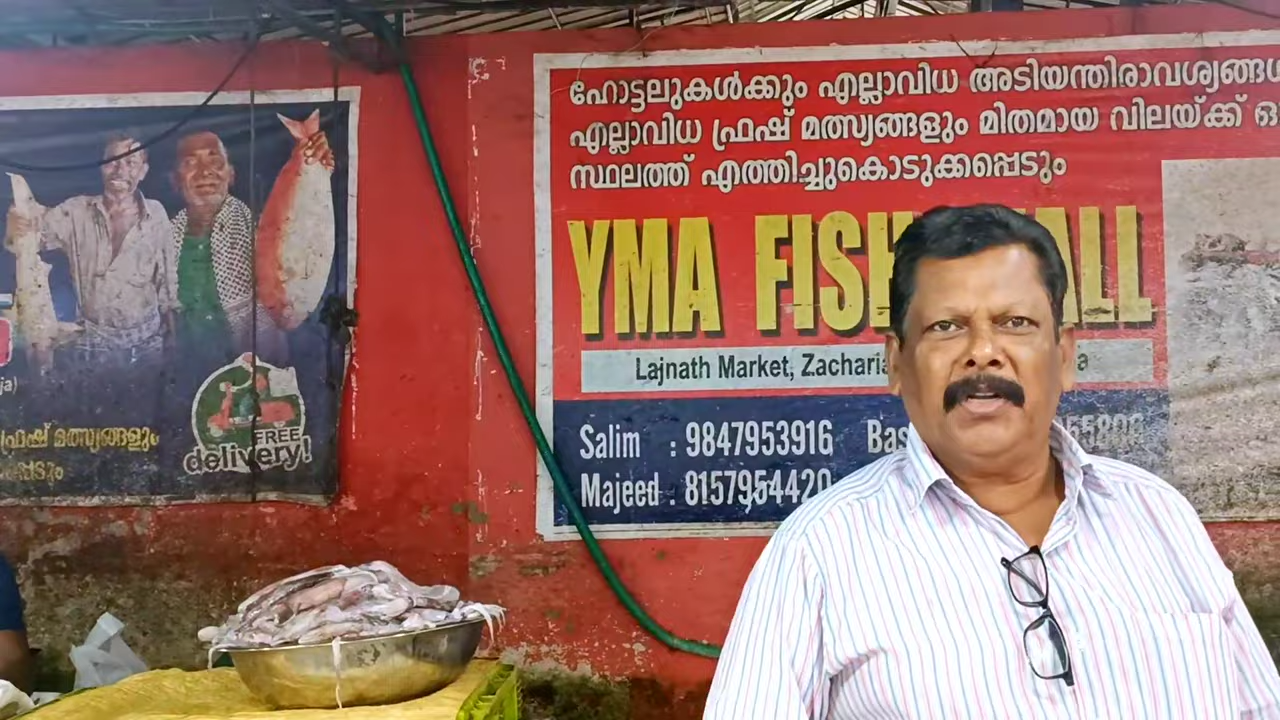 ഹോട്ടലുകൾക്കും എല്ലാവിധ അടിയന്തിരാവശ്യങ്ങൾ
എല്ലാവിധ ഫ്രഷ് മത്സ്യങ്ങളും മിതമായ വിലയ്ക്ക്
സ്ഥലത്ത് എത്തിച്ചുകൊടുക്കപ്പെടും
YMA FISH
Lajnath Market,
Salim : 9847953916
Majeed : 8157954420
FREE
delivery!
ഫ്രഷ് മത്സ്യങ്ങളും